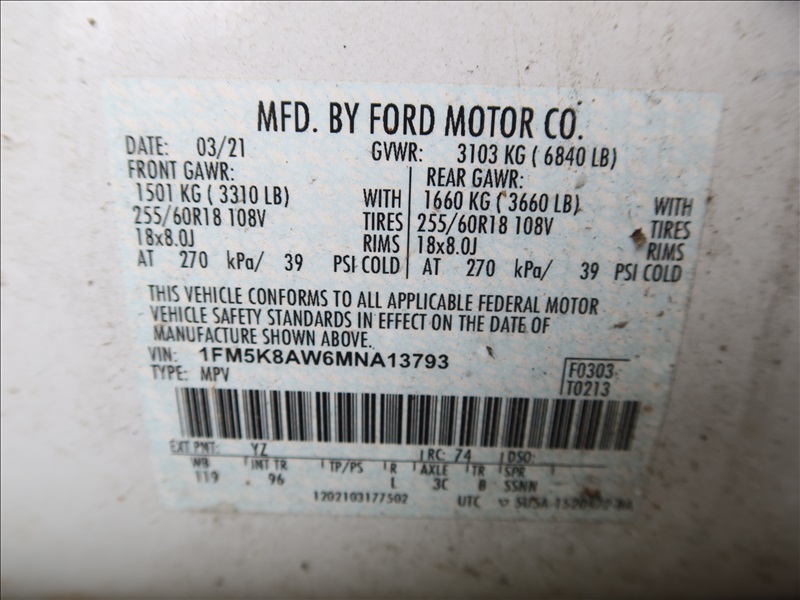 MFD. BY FORD MOTOR CO.
DATE: 03/21 GVWR: 3103 KG ( 6840 LB)
FRONT GAWR: REAR GAWR:
1501 KG ( 3310 LB) WITH 1660 KG ( 3660 LB) WITH
255/60R18 108V TIRES 255/60R18 108V TIRES
18x8.0J RIMS 18x8.0J RIMS
AT 270 kPa/ 39 PSI COLD AT 270 kPa/ 39 PSI COLD
THIS VEHICLE CONFORMS TO ALL APPLICABLE FEDERAL MOTOR
VEHICLE SAFETY STANDARDS IN EFFECT ON THE DATE OF
MANUFACTURE SHOWN ABOVE.
VIN: 1FM5K8AW6MNA13793 F0303
TYPE: MPV T0213
EXT PNT: YZ RC: 74 DSO:
WB INT TR TP/PS R AXLE TR SPR
119 96 L 3C B SSNN
1202103177502 UTC